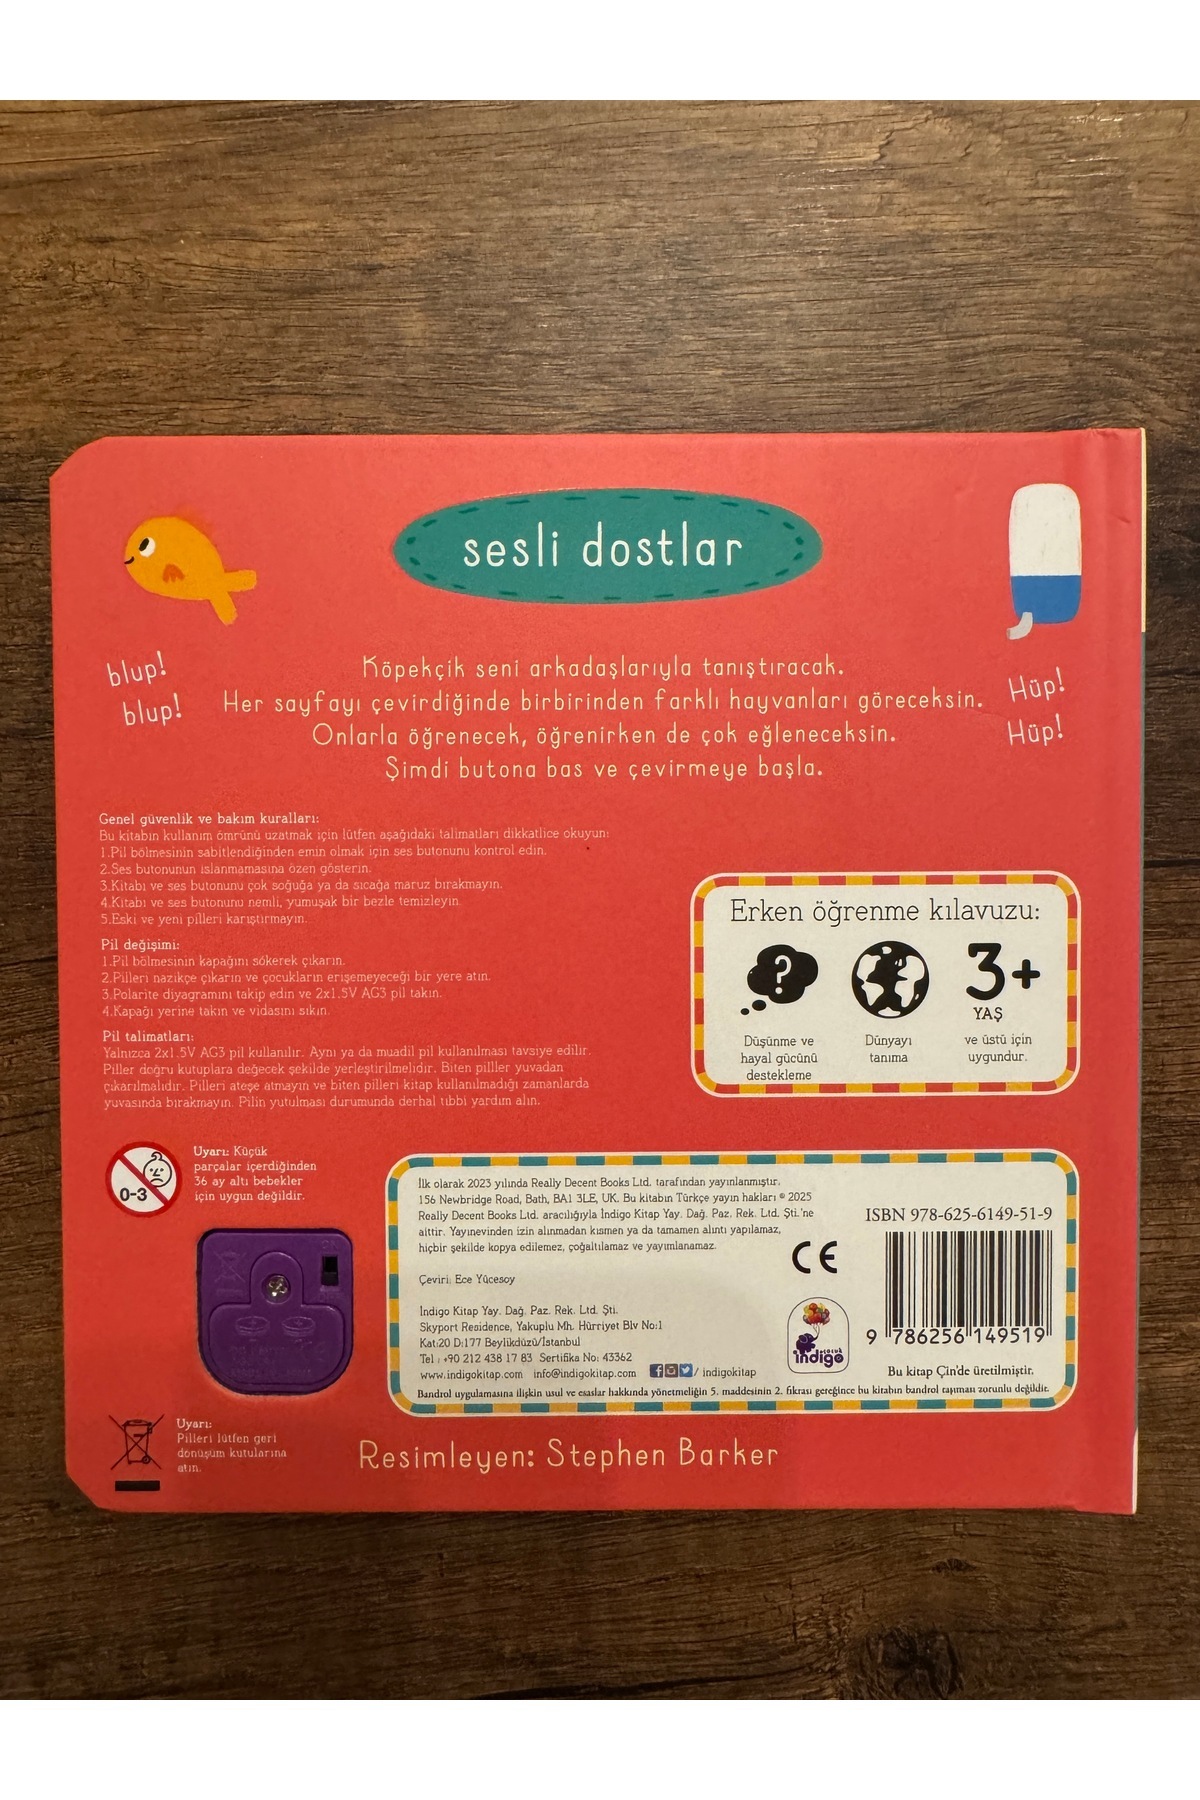 sesli dostlar
blup!
blup!
Köpekçik seni arkadaşlarıyla tanıştıracak.
Her sayfayı çevirdiğinde birbirinden farklı hayvanları göreceksin.
Onlarla öğrenecek, öğrenirken de çok eğleneceksin.
Şimdi butona bas ve çevirmeye başla.
Hüp!
Hüp!
Genel güvenlik ve bakım kuralları:
Bu kitabın kullanım ömrünü uzatmak için lütfen aşağıdaki talimatları dikkatlice okuyun:
1.Pil bölmesinin sabitlendiğinden emin olmak için ses butonunu kontrol edin.
2.Ses butonunun ıslanmamasına özen gösterin.
3.Kitabı ve ses butonunu çok soğuğa ya da sıcağa maruz bırakmayın.
4.Kitabı ve ses butonunu nemli, yumuşak bir bezle temizleyin.
5.Eski ve yeni pilleri karıştırmayın.
Pil değişimi:
1.Pil bölmesinin kapağını sökerek çıkarın.
2.Pilleri nazikçe çıkarın ve çocukların erişemeyeceği bir yere atın.
3.Polarite diyagramını takip edin ve 2x1.5V AG3 pil takın.
4.Kapağı yerine takın ve vidasını sıkın.
Pil talimatları:
Yalnızca 2x1.5V AG3 pil kullanılır. Aynı ya da muadil pil kullanılması tavsiye edilir.
Piller doğru kutuplara değecek şekilde yerleştirilmelidir. Biten pilller yuvadan
çıkarılmalıdır. Pilleri ateşe atmayın ve biten pilleri kitap kullanılmadığı zamanlarda
yuvasında bırakmayın. Pilin yutulması durumunda derhal tıbbi yardım alın.
Erken öğrenme kılavuzu:
?
3+
YAŞ
Düşünme ve
hayal gücünü
destekleme
Dünyayı
tanıma
ve üstü için
uygundur.
0-3
Uyarı: Küçük
parçalar içerdiğinden
36 ay altı bebekler
için uygun değildir.
İlk olarak 2023 yılında Really Decent Books Ltd. tarafından yayınlanmıştır.
156 Newbridge Road, Bath, BA1 3LE, UK. Bu kitabın Türkçe yayın hakları © 2025
Really Decent Books Ltd. aracılığıyla İndigo Kitap Yay. Dağ. Paz. Rek. Ltd. Şti.'ne
aittir. Yayınevinden izin alınmadan kısmen ya da tamamen alıntı yapılamaz,
hiçbir şekilde kopya edilemez, çoğaltılamaz ve yayımlanamaz.
Çeviri: Ece Yücesoy
CE
İndigo Kitap Yay. Dağ. Paz. Rek. Ltd. Şti.
Skyport Residence, Yakuplu Mh. Hürriyet Blv No:1
Kat:20 D:177 Beylikdüzü/İstanbul
Tel : +90 212 438 17 83 Sertifika No: 43362
www.indigokitap.com info@indigokitap.com / indigokitap
çocuk
indigo
ISBN 978-625-6149-51-9
9 786256 149519
Bu kitap Çin'de üretilmiştir.
Bandrol uygulamasına ilişkin usul ve esaslar hakkında yönetmeliğin 5. maddesinin 2. fıkrası gereğince bu kitabın bandrol taşıması zorunlu değildir.
Uyarı:
Pilleri lütfen geri
dönüşüm kutularına
atın.
Resimleyen: Stephen Barker